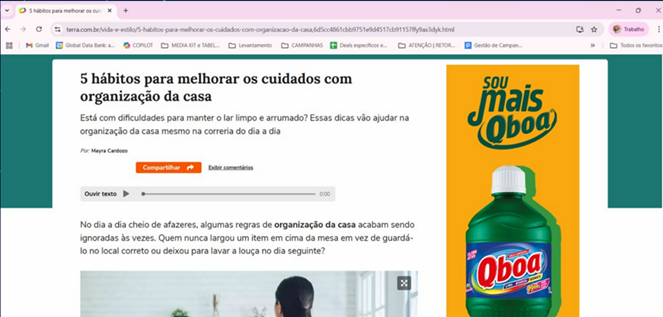 5 hábitos para melhorar os cuid
terra.com.br/vida-e-estilo/5-habitos-para-melhorar-os-cuidados-com-organizacao-da-casa
Trabalho
Gmail
Global Data Bank: a...
COPILOT
MEDIA KIT e TABEL...
Levantamento
CAMPANHAS
Deals específicos e...
ATENÇÃO ( RETOR...
Gestão de Campan...
Todos os favoritos
5 hábitos para melhorar os cuidados com
organização da casa
Está com dificuldades para manter o lar limpo e arrumado? Essas dicas vão ajudar na
organização da casa mesmo na correria do dia a dia
Por: Mayra Cardozo
Compartilhar
Exibir comentários
Ouvir texto
0:00
No dia a dia cheio de afazeres, algumas regras de organização da casa acabam sendo
ignoradas às vezes. Quem nunca largou um item em cima da mesa em vez de guardá-
lo no local correto ou deixou para lavar a louça no dia seguinte?
SOU
mais
Qboa
Qboa